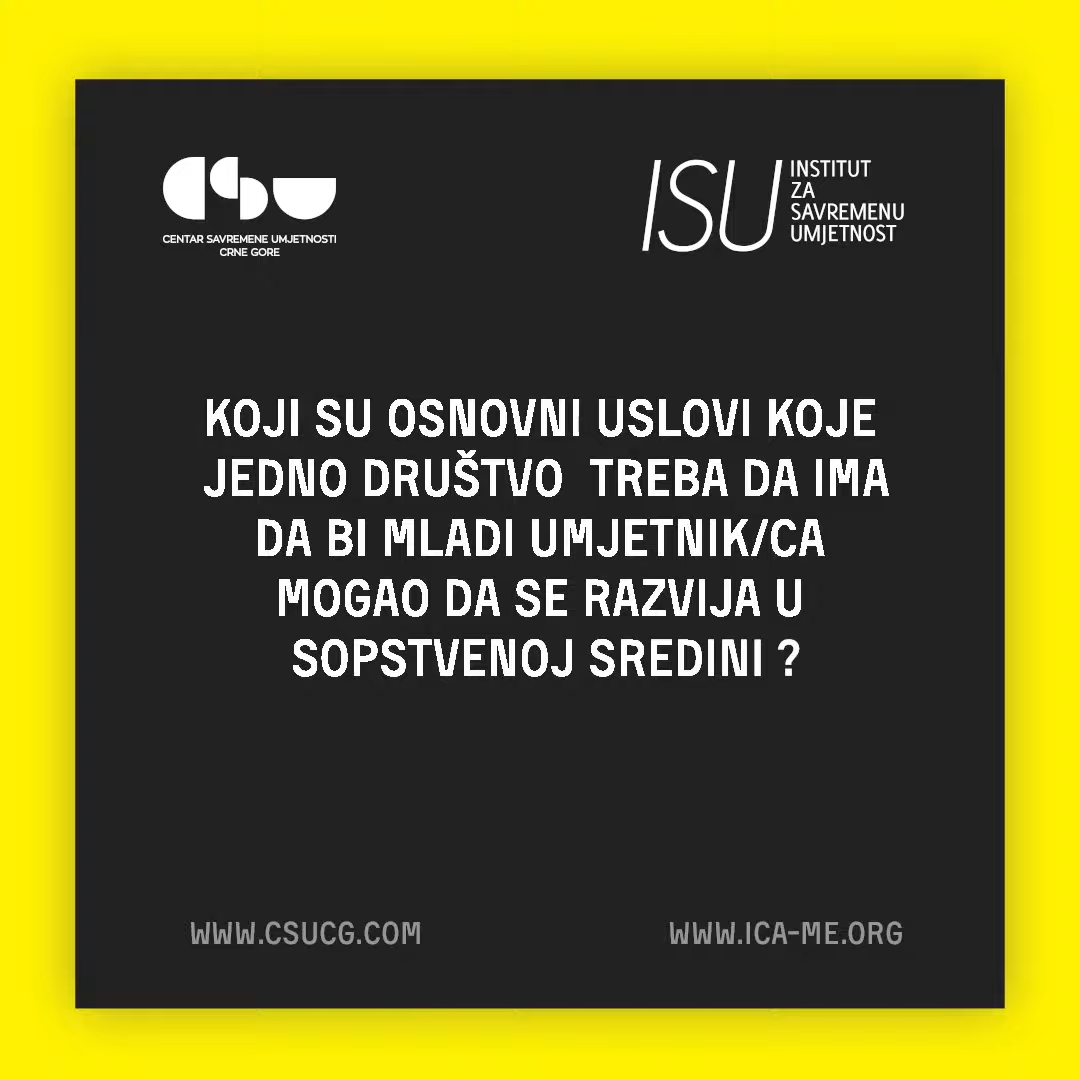 CSU
CENTAR SAVREMENE UMJETNOSTI
CRNE GORE
ISU
INSTITUT
ZA
SAVREMENU
UMJETNOST
KOJI SU OSNOVNI USLOVI KOJE
JEDNO DRUŠTVO TREBA DA IMA
DA BI MLADI UMJETNIK/CA
MOGAO DA SE RAZVIJA U
SOPSTVENOJ SREDINI ?
WWW.CSUCG.COM
WWW.ICA-ME.ORG